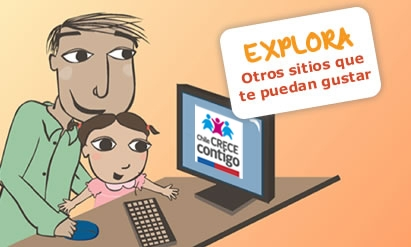 EXPLORA
Otros sitios que
te puedan gustar
Chile
CRECE
contigo